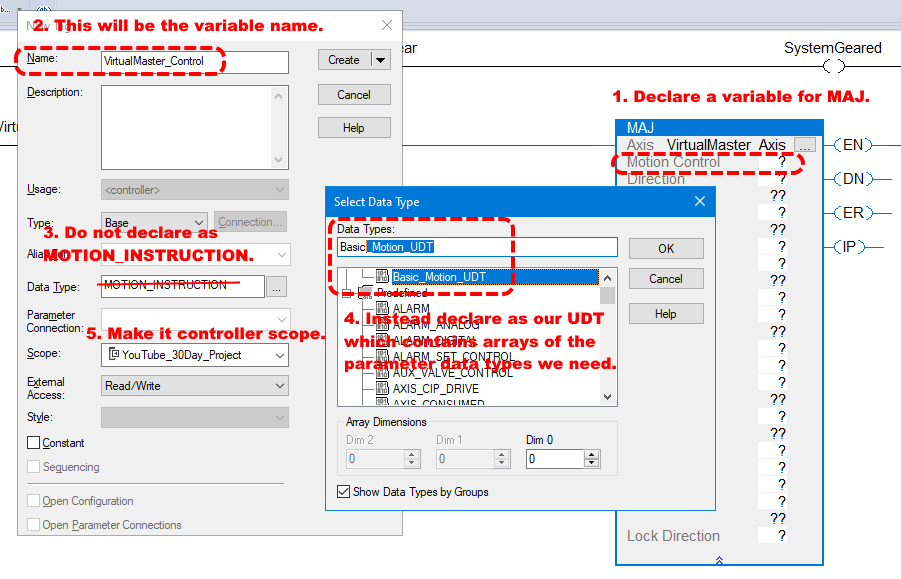 2. This will be the variable name.
Name:
VirtualMaster_Control
Create
Description:
Cancel
Help
Usage:
<controller>
Type:
Base
Connection...
3. Do not declare as
MOTION_INSTRUCTION.
Data Type:
MOTION_INSTRUCTION
...
Parameter
Connection:
5. Make it controller scope.
Scope:
YouTube_30Day_Project
External
Access:
Read/Write
Style:
Constant
Sequencing
Open Configuration
Open Parameter Connections
Select Data Type
Data Types:
Basic_Motion_UDT
OK
Basic_Motion_UDT
Cancel
Predefined
ALARM
Help
ALARM_ANALOG
4. Instead declare as our UDT
ALARM_DIGITAL
which contains arrays of the
ALARM_SET_CONTROL
parameter data types we need.
AUX_VALVE_CONTROL
AXIS_CIP_DRIVE
AXIS_CONSUMED
Array Dimensions
Dim 2
Dim 1
Dim 0
0
0
0
Show Data Types by Groups
SystemGeared
1. Declare a variable for MAJ.
MAJ
Axis VirtualMaster_Axis ...
EN
Motion Control ?
Direction ?
DN
??
?
ER
??
?
IP
??
?
??
?
?
??
?
?
?
??
?
??
?
?
?
?
??
Lock Direction ?